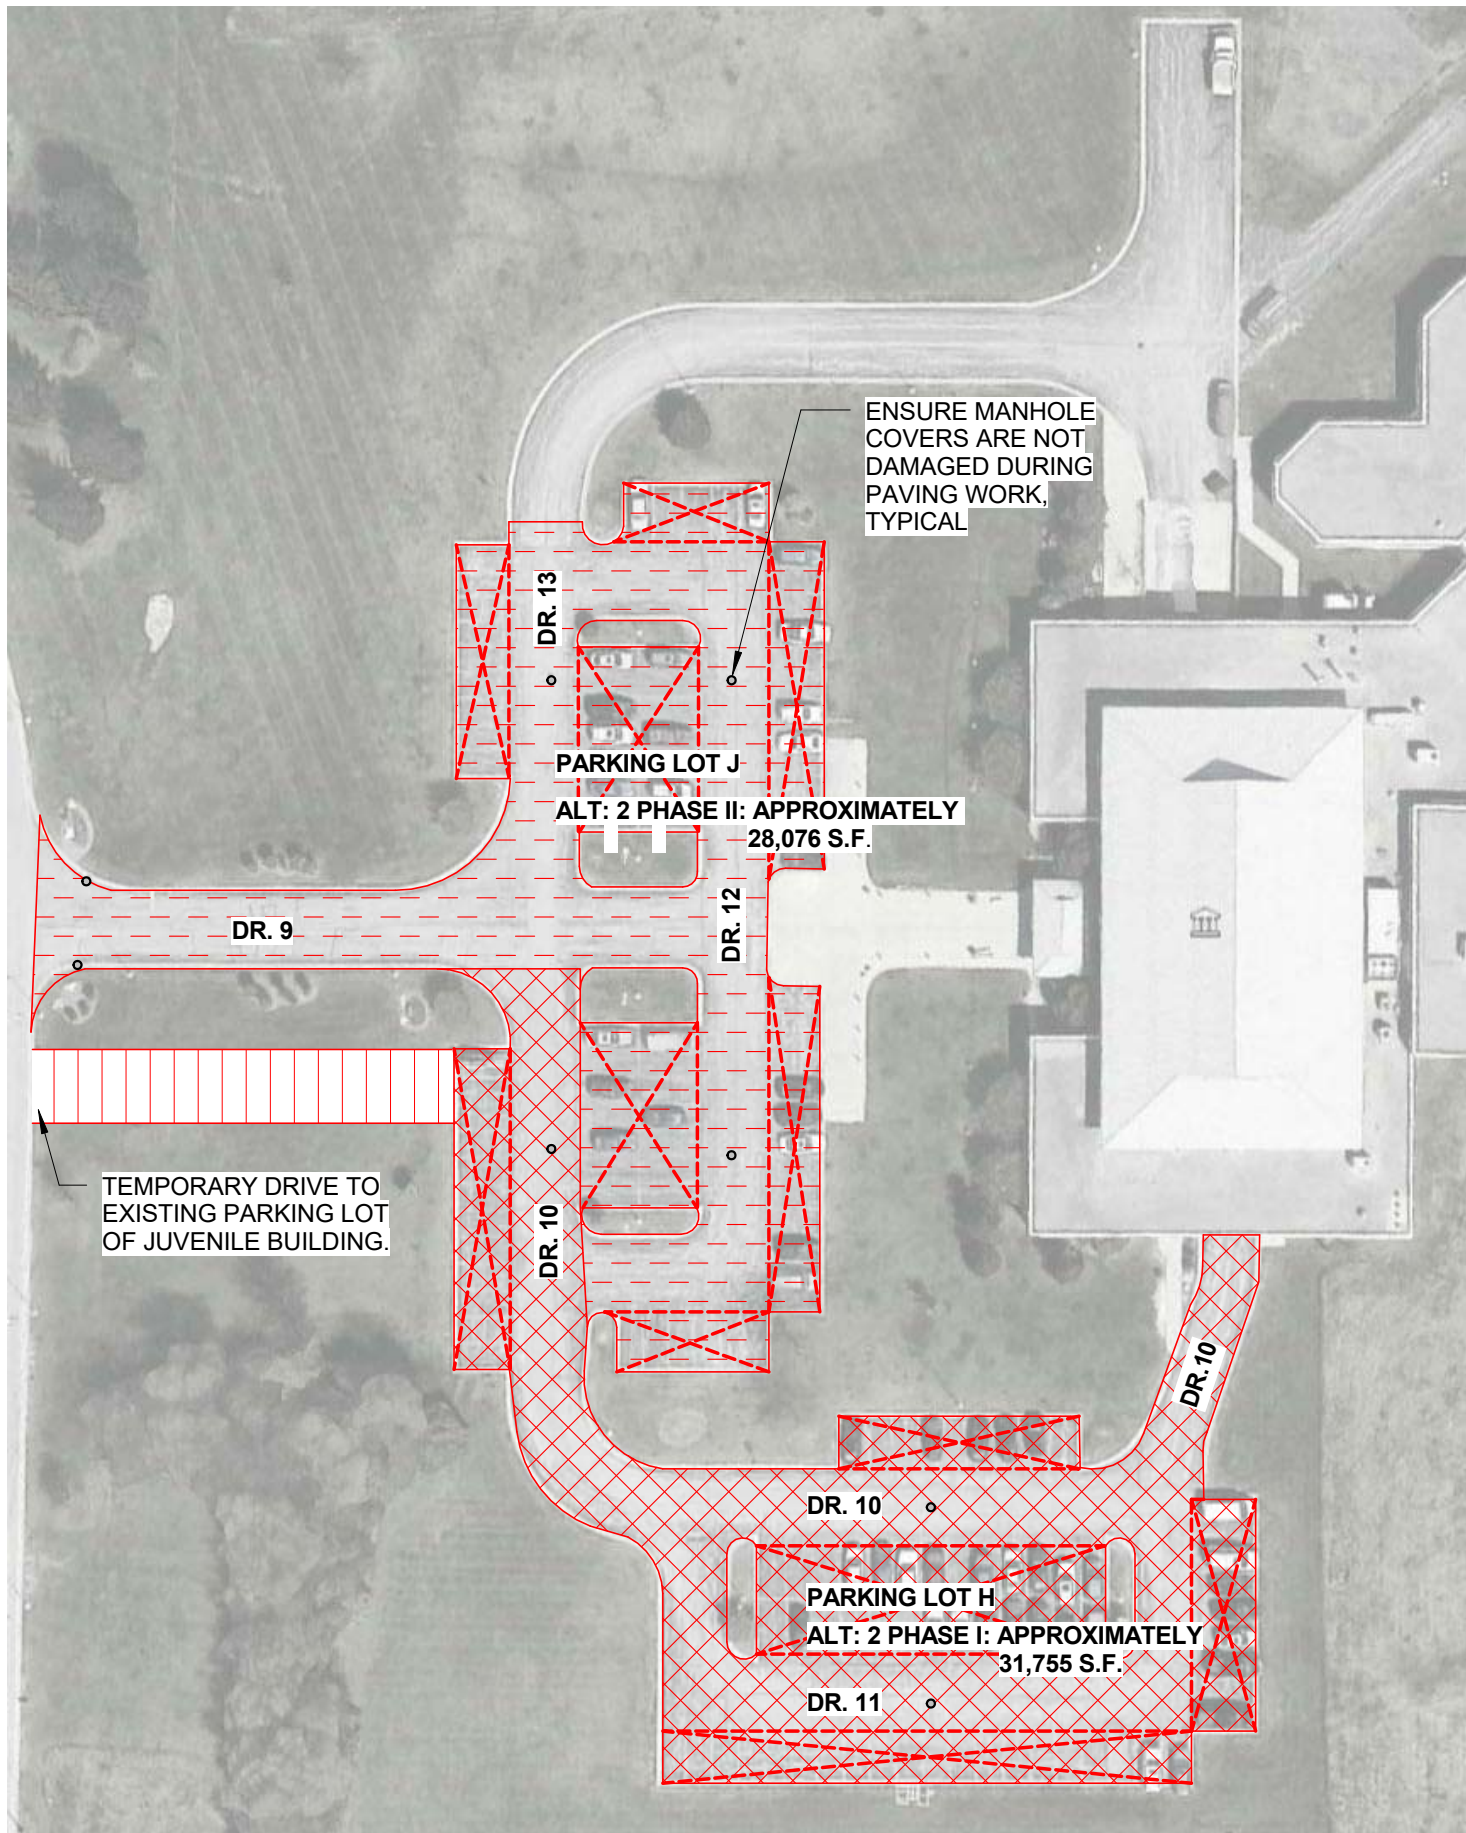 ENSURE MANHOLE
COVERS ARE NOT
DAMAGED DURING
PAVING WORK,
TYPICAL
DR. 13
PARKING LOT J
ALT: 2 PHASE II: APPROXIMATELY
28,076 S.F.
DR. 9
DR. 12
TEMPORARY DRIVE TO
EXISTING PARKING LOT
OF JUVENILE BUILDING.
DR. 10
DR.10
DR. 10
PARKING LOT H
ALT: 2 PHASE I: APPROXIMATELY
31,755 S.F.
DR. 11